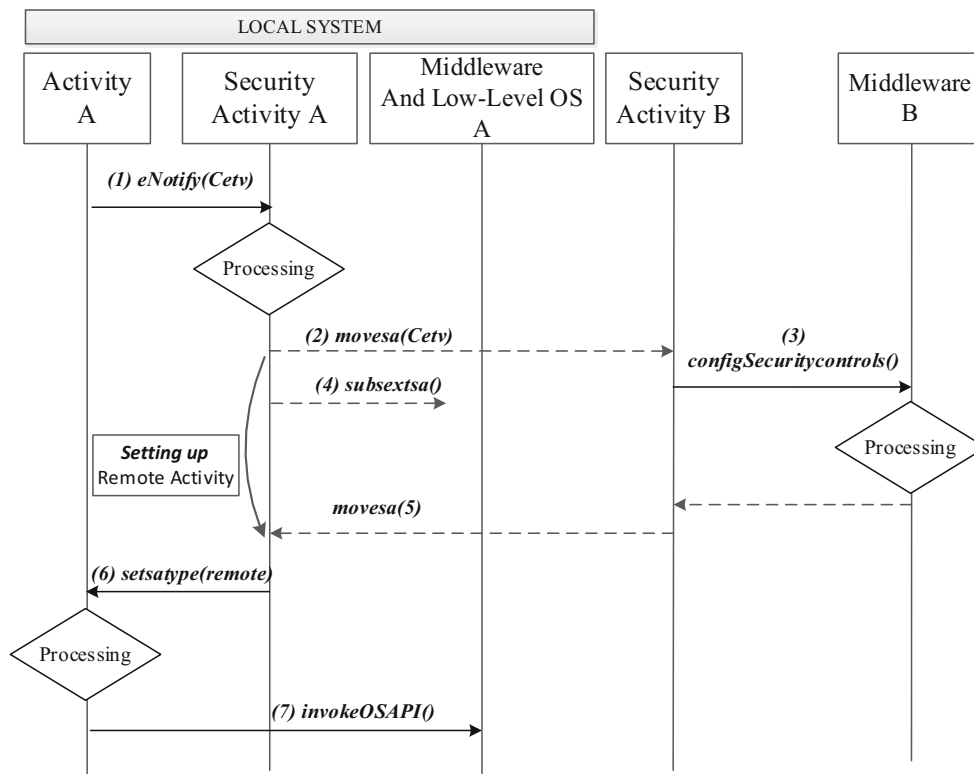 LOCAL SYSTEM
Activity
A
Security
Activity A
Middleware
And Low-Level OS
A
Security
Activity B
Middleware
B
(1) eNotify(Cetv)
Processing
(2) movesa(Cetv)
(3)
configSecuritycontrols()
(4) subsextsa()
Processing
Setting up
Remote Activity
movesa(5)
(6) setsatype(remote)
Processing
(7) invokeOSAPI()